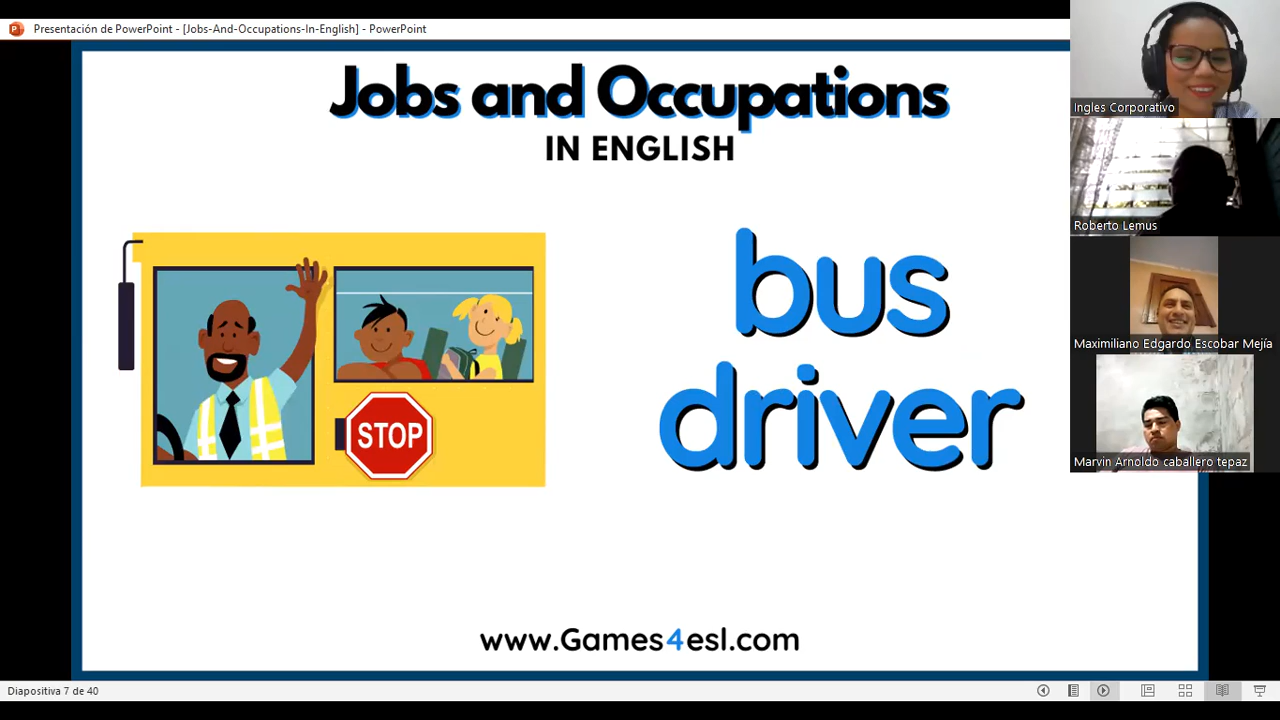 Presentación de PowerPoint - [Jobs-And-Occupations-In-English] - PowerPoint
Jobs and Occupations
IN ENGLISH
bus
driver
STOP
www.Games4esl.com
Ingles Corporativo
Roberto Lemus
Maximiliano Edgardo Escobar Mejía
Marvin Arnoldo caballero tepaz
Diapositiva 7 de 40